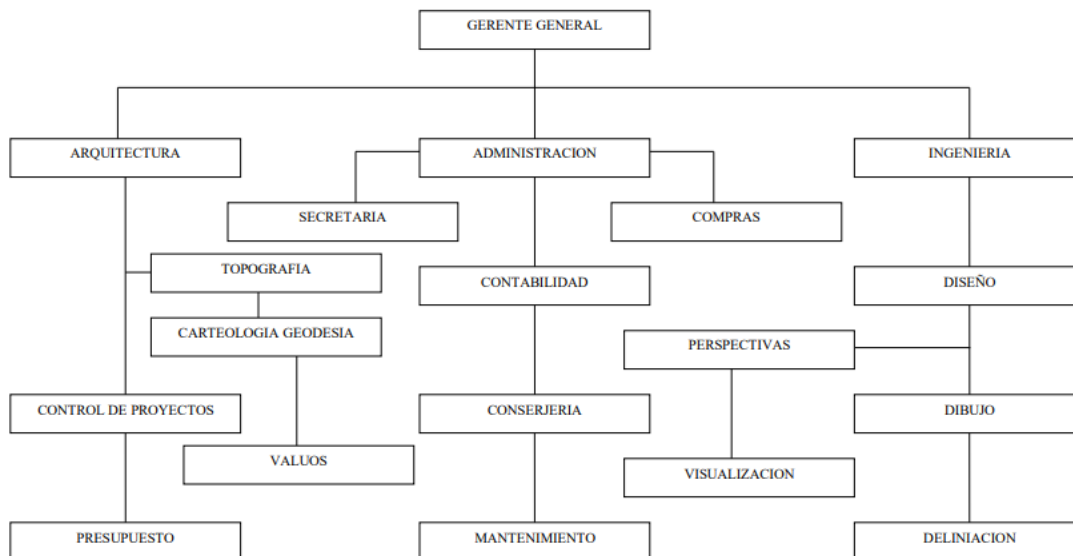 GERENTE GENERAL
ARQUITECTURA
ADMINISTRACION
INGENIERIA
SECRETARIA
COMPRAS
TOPOGRAFIA
CONTABILIDAD
DISEÑO
CARTEOLOGIA GEODESIA
PERSPECTIVAS
CONTROL DE PROYECTOS
CONSERJERIA
DIBUJO
VALUOS
VISUALIZACION
PRESUPUESTO
MANTENIMIENTO
DELINIACION